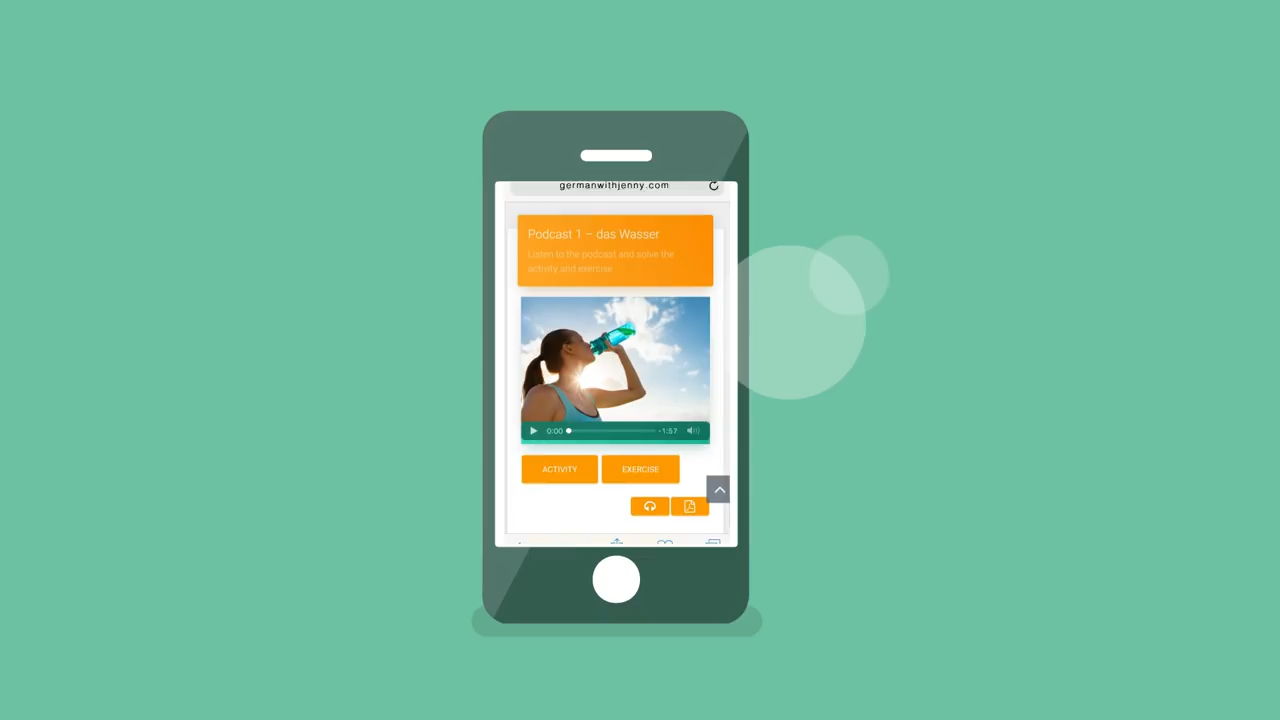 germanwithjenny.com
Podcast 1 – das Wasser
Listen to the podcast and solve the
activity and exercise
0:00
-1:57
ACTIVITY
EXERCISE